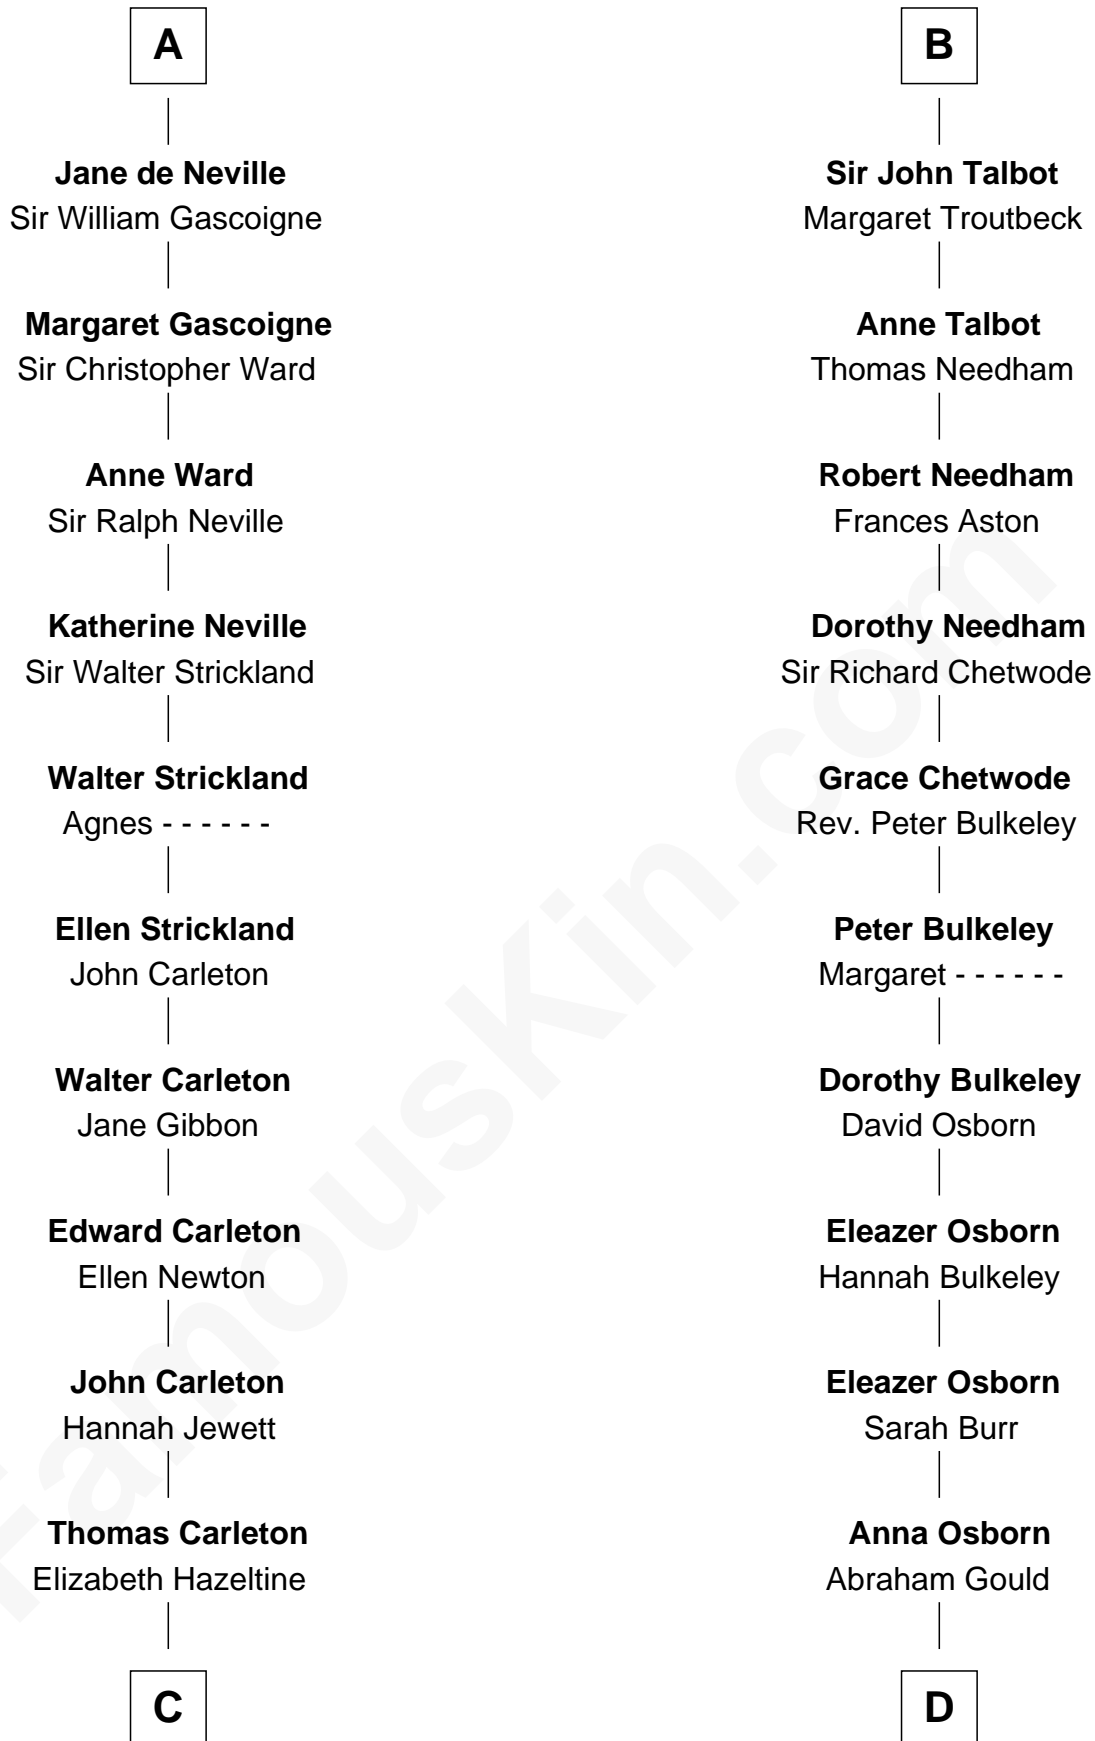 A
Jane de Neville
Sir William Gascoigne
Margaret Gascoigne
Sir Christopher Ward
Anne Ward
Sir Ralph Neville
Katherine Neville
Sir Walter Strickland
Walter Strickland
Agnes - - - - - -
Ellen Strickland
John Carleton
Walter Carleton
Jane Gibbon
Edward Carleton
Ellen Newton
John Carleton
Hannah Jewett
Thomas Carleton
Elizabeth Hazeltine
C
B
Sir John Talbot
Margaret Troutbeck
Anne Talbot
Thomas Needham
Robert Needham
Frances Aston
Dorothy Needham
Sir Richard Chetwode
Grace Chetwode
Rev. Peter Bulkeley
Peter Bulkeley
Margaret - - - - - -
Dorothy Bulkeley
David Osborn
Eleazer Osborn
Hannah Bulkeley
Eleazer Osborn
Sarah Burr
Anna Osborn
Abraham Gould
D
FamousKin.com